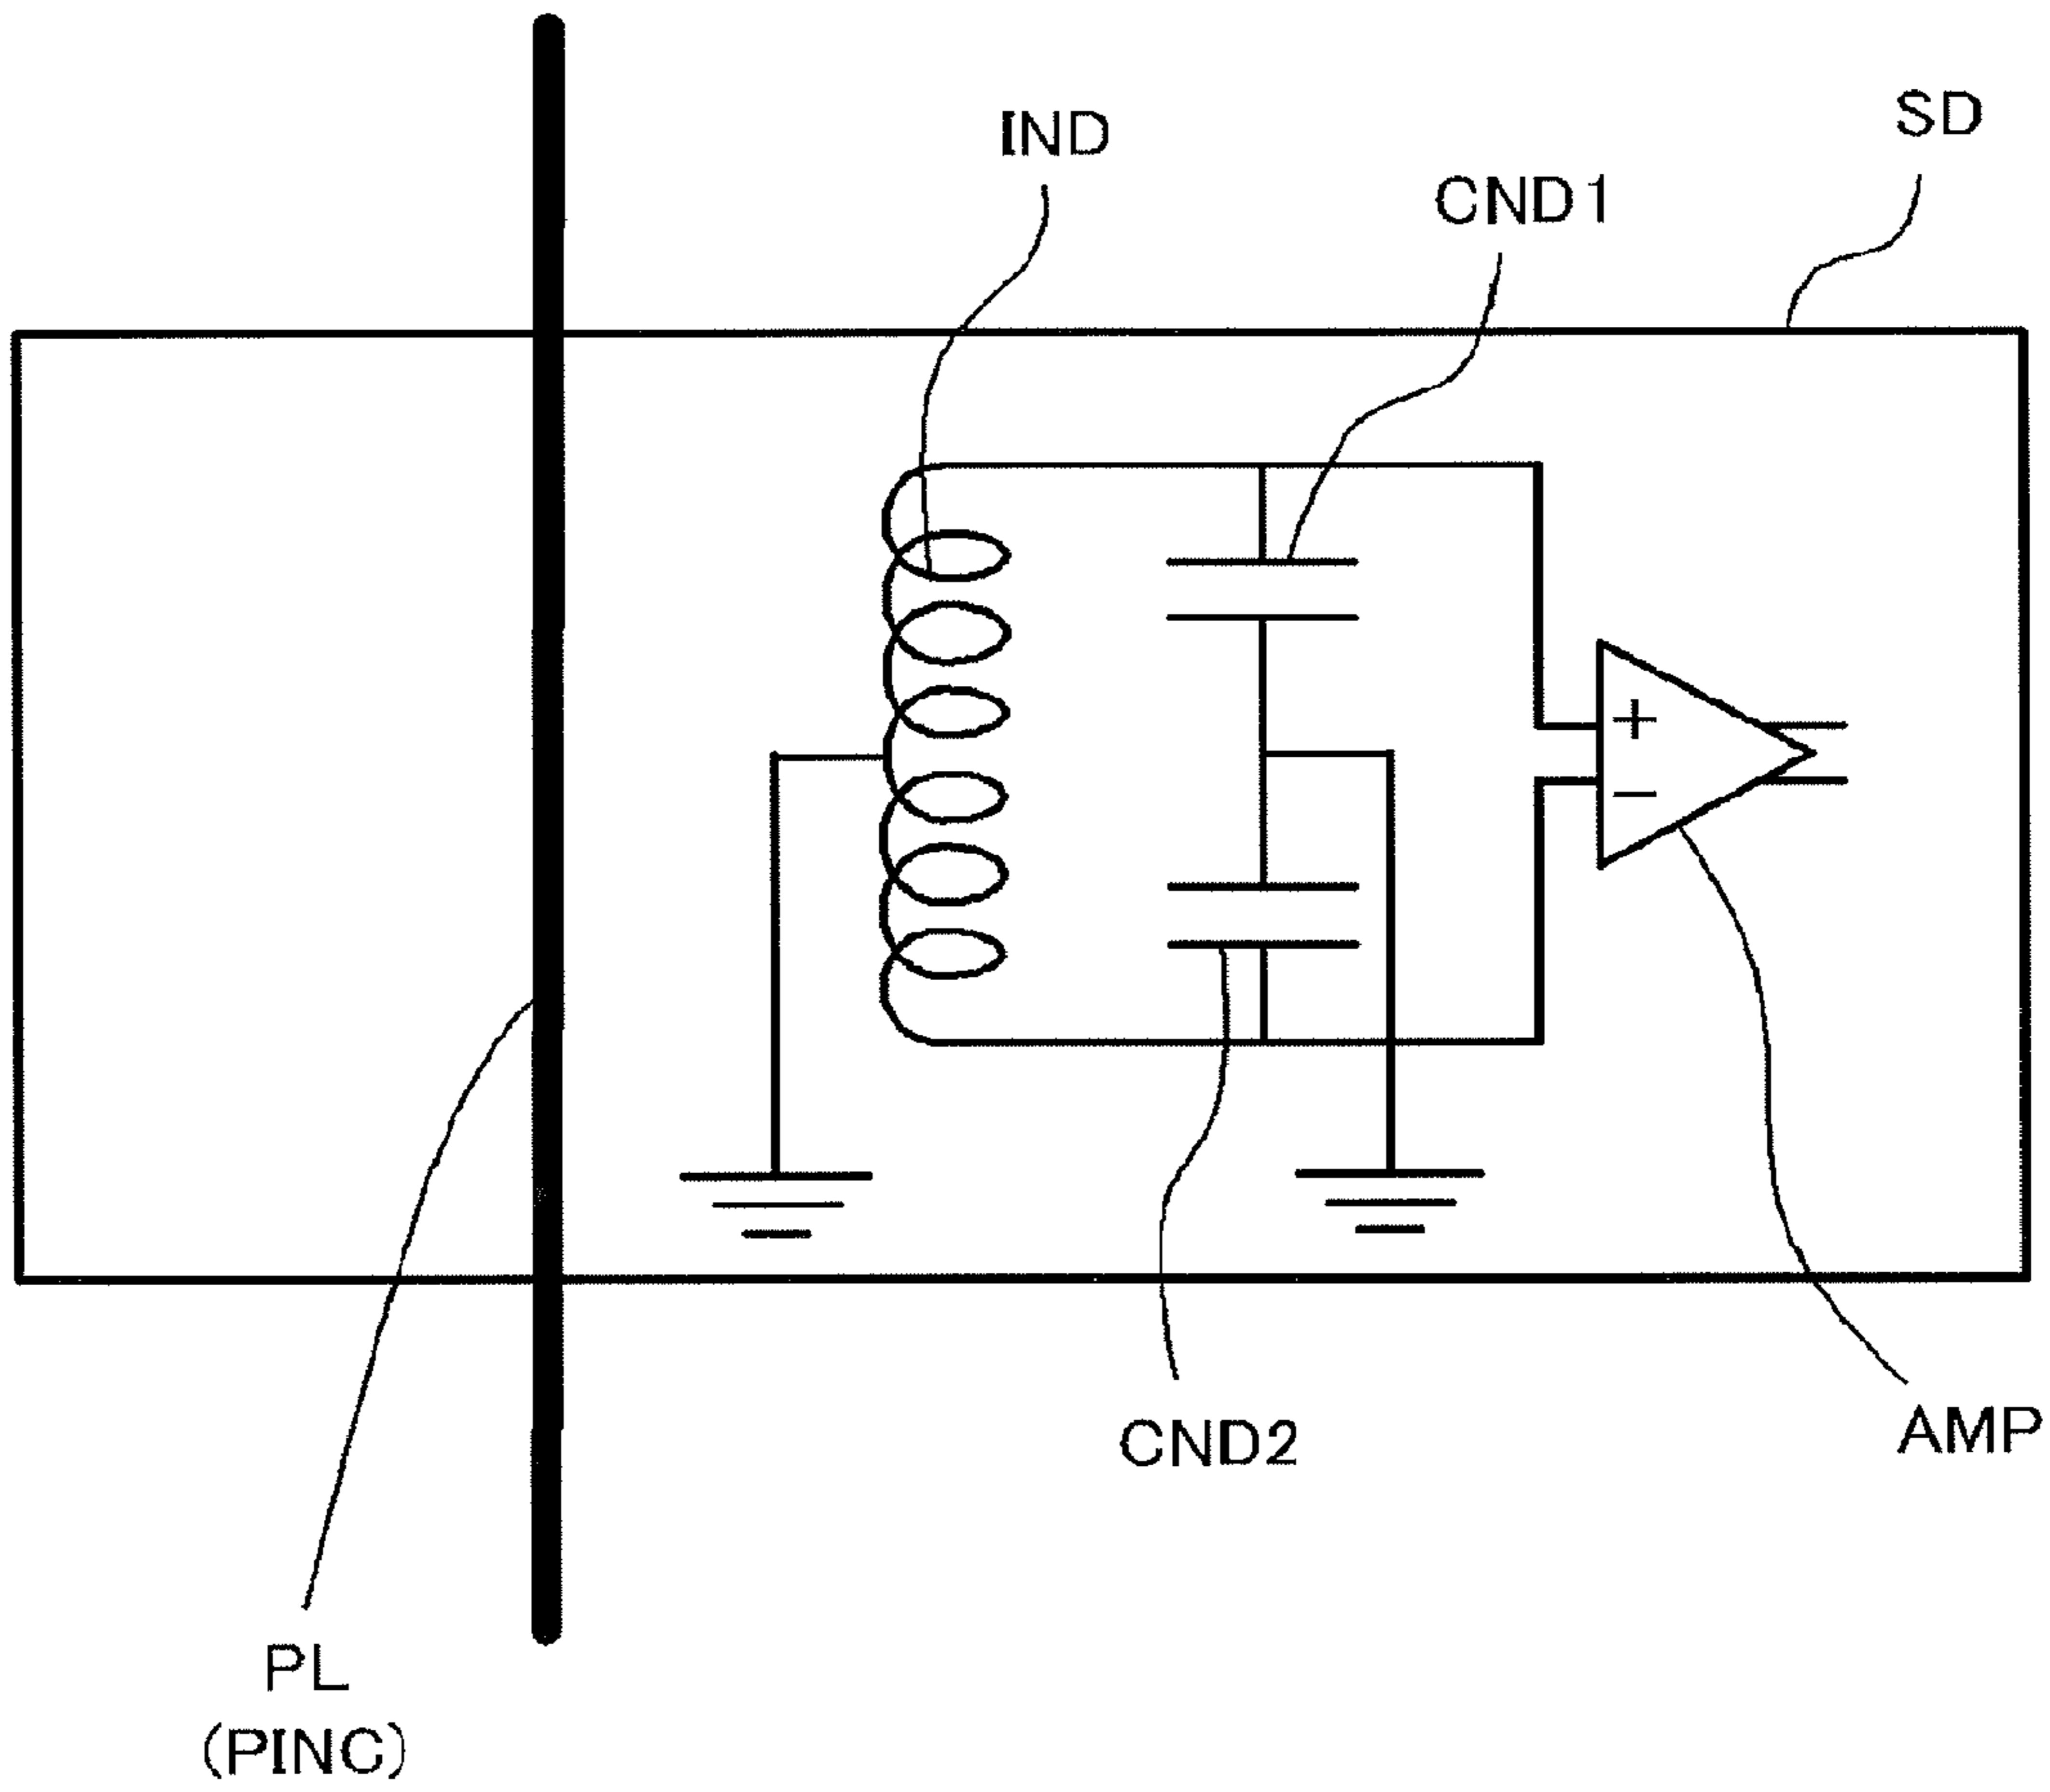 SD
IND
CND1
+
−
CND2
AMP
PL
(PINC)